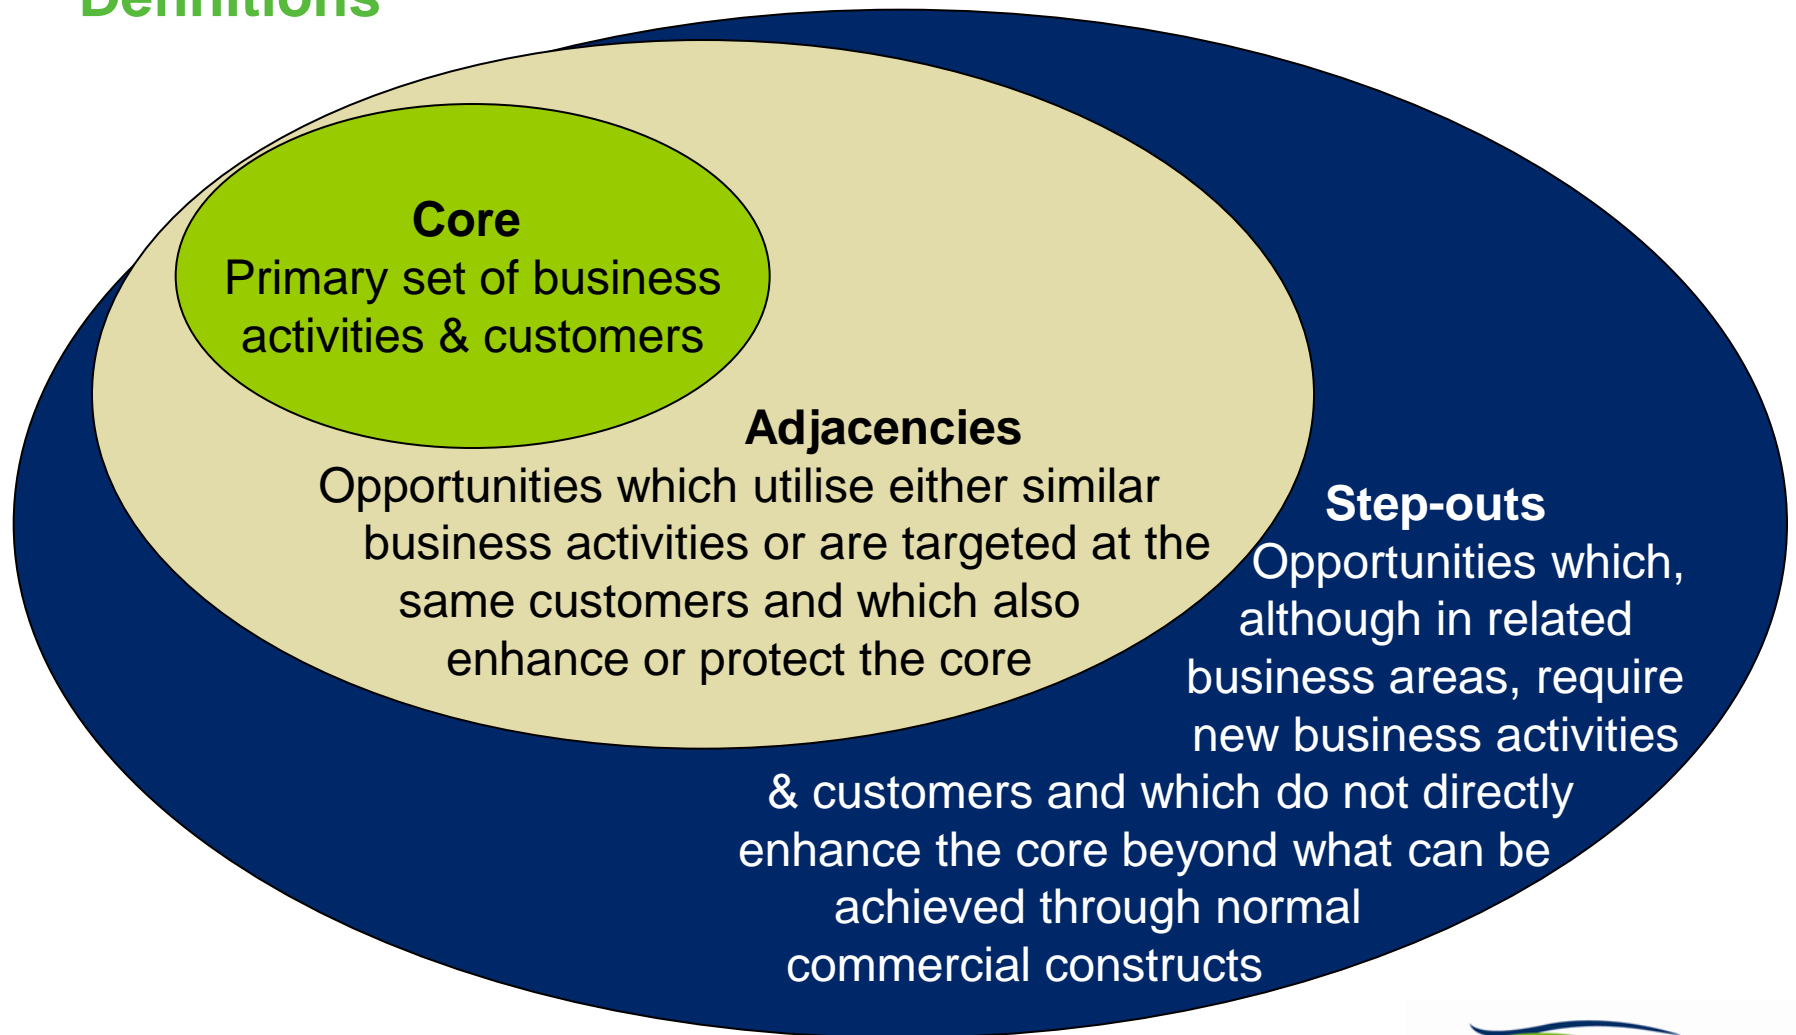 Definitions
Core
Primary set of business
activities & customers
Adjacencies
Opportunities which utilise either similar
business activities or are targeted at the
same customers and which also
enhance or protect the core
Step-outs
Opportunities which,
although in related
business areas, require
new business activities
& customers and which do not directly
enhance the core beyond what can be
achieved through normal
commercial constructs